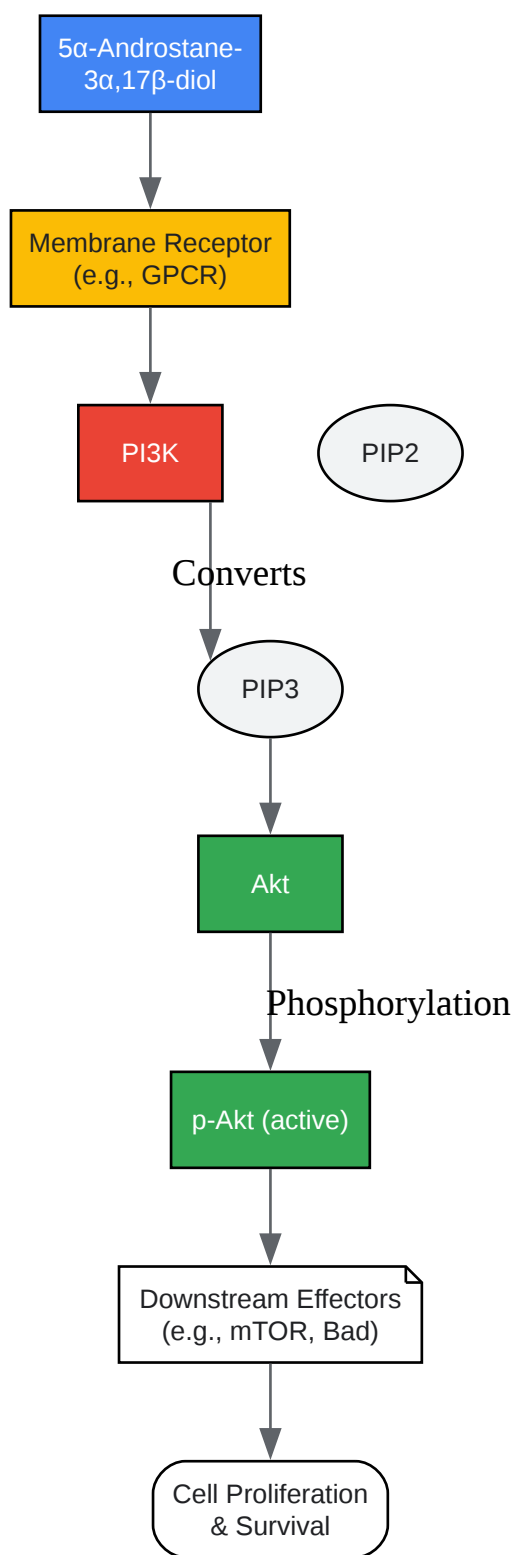 5α-Androstane-
3α,17β-diol
Membrane Receptor
(e.g., GPCR)
PI3K
PIP2
Converts
PIP3
Akt
Phosphorylation
p-Akt (active)
Downstream Effectors
(e.g., mTOR, Bad)
Cell Proliferation
& Survival